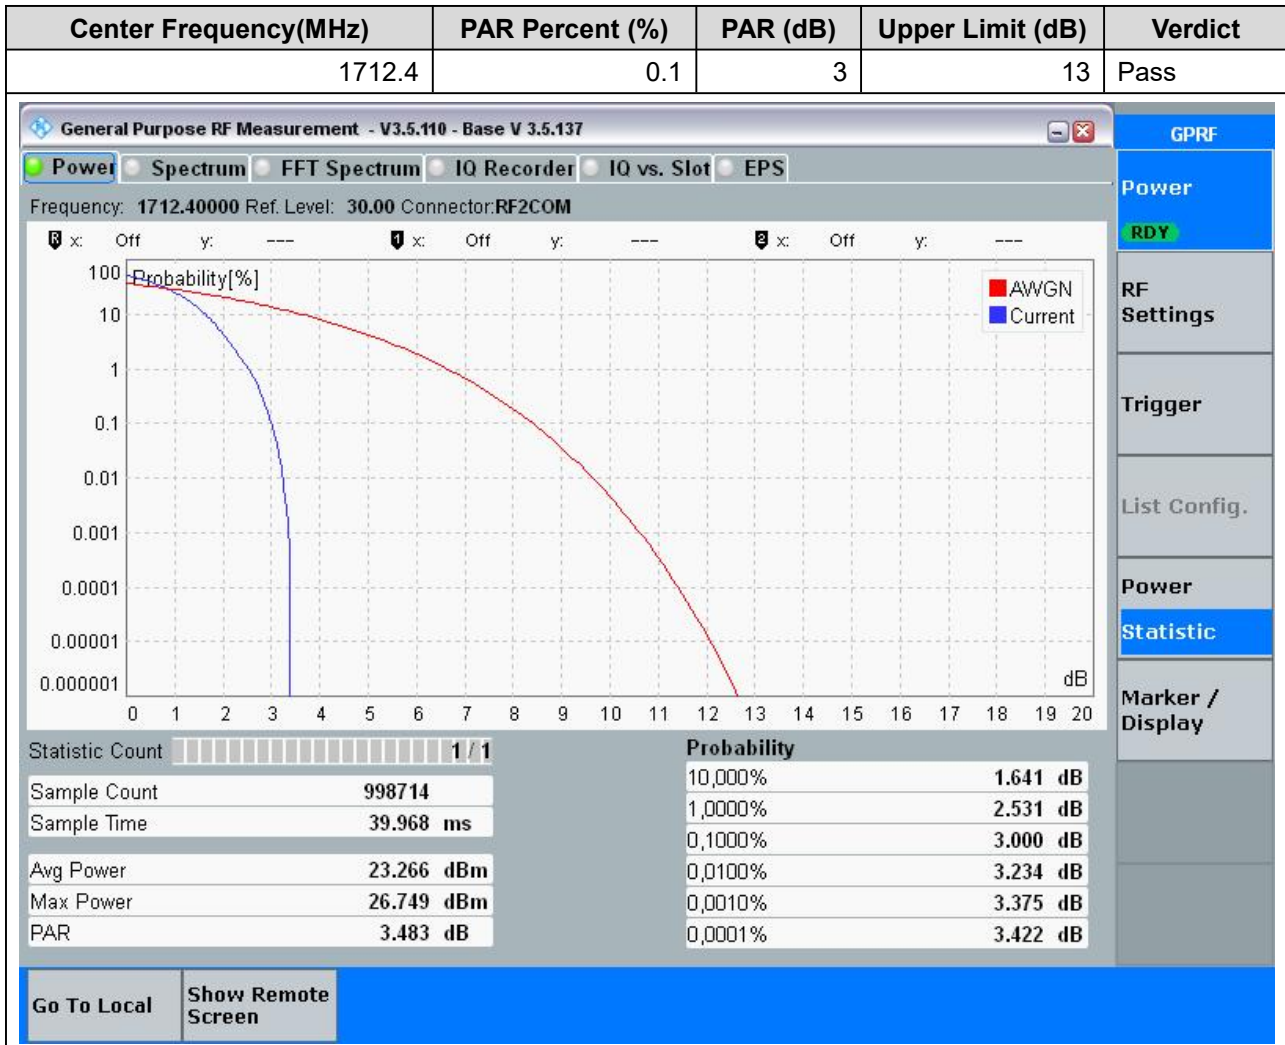 Center Frequency(MHz) PAR Percent (%) PAR (dB) Upper Limit (dB) Verdict
1712.4 0.1 3 13 Pass
General Purpose RF Measurement - V3.5.110 - Base V 3.5.137
GPRF
Power Spectrum FFT Spectrum IQ Recorder IQ vs. Slot EPS
Power
RDY
Frequency: 1712.40000 Ref. Level: 30.00 Connector:RF2COM
R x: Off y: --- 1 x: Off y: --- 2 x: Off y: ---
Probability[%]
AWGN
Current
100
10
1
0.1
0.01
0.001
0.0001
0.00001
0.000001
dB
0 1 2 3 4 5 6 7 8 9 10 11 12 13 14 15 16 17 18 19 20
RF
Settings
Trigger
List Config.
Power
Statistic
Marker /
Display
Statistic Count 1 / 1
Sample Count 998714
Sample Time 39.968 ms
Avg Power 23.266 dBm
Max Power 26.749 dBm
PAR 3.483 dB
Probability
10,000% 1.641 dB
1,0000% 2.531 dB
0,1000% 3.000 dB
0,0100% 3.234 dB
0,0010% 3.375 dB
0,0001% 3.422 dB
Go To Local
Show Remote
Screen